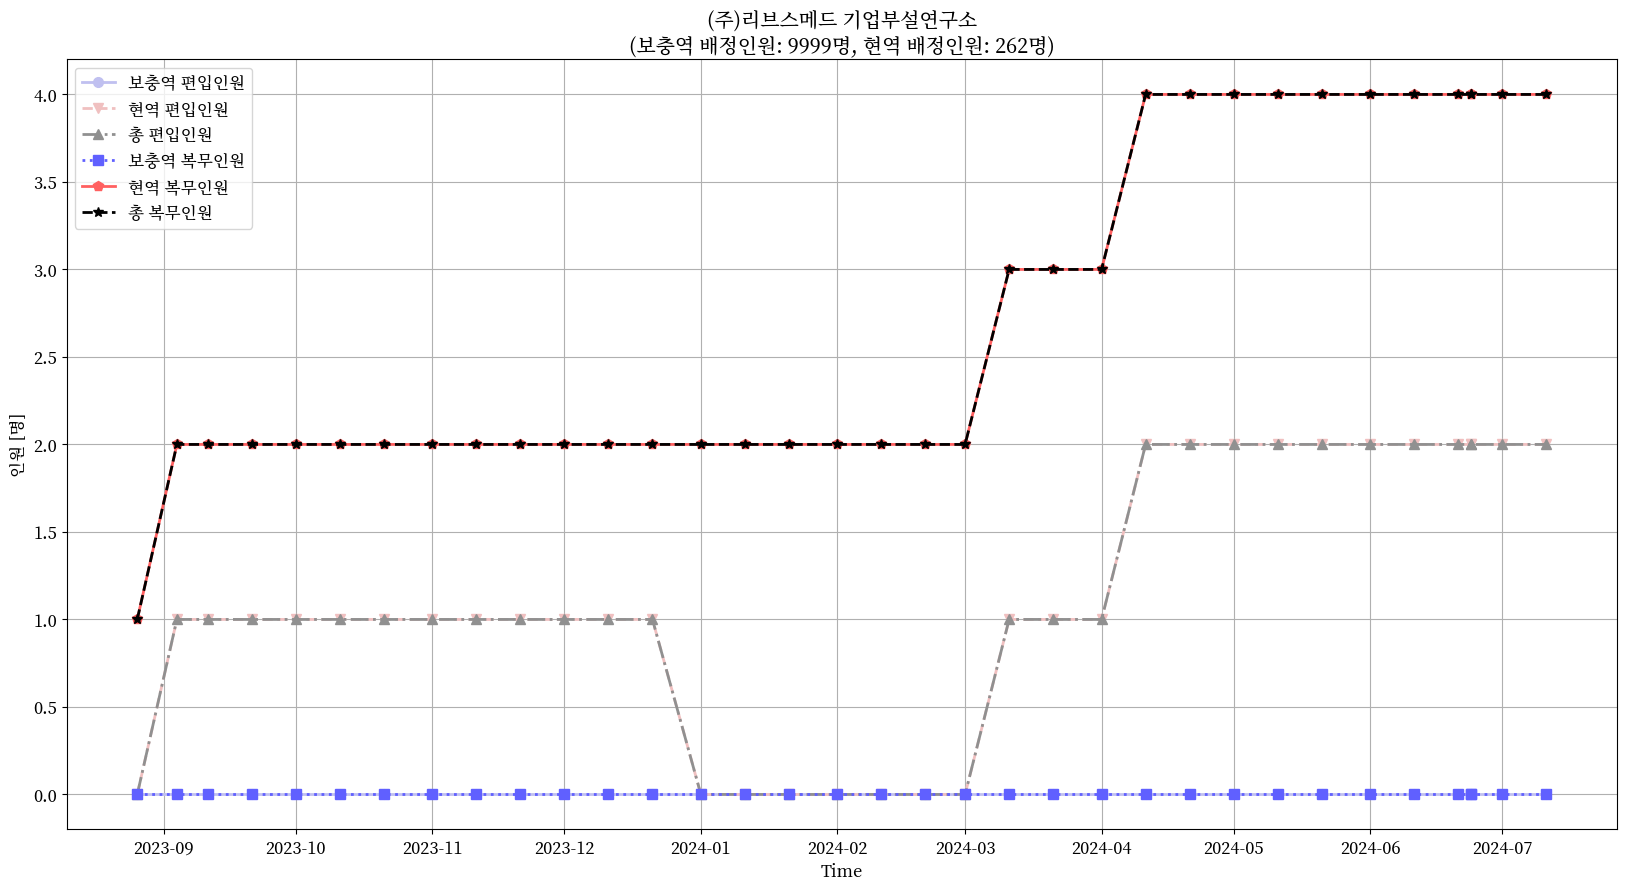 (주)리브스메드 기업부설연구소
(보충역 배정인원: 9999명, 현역 배정인원: 262명)
보충역 편입인원
현역 편입인원
총 편입인원
보충역 복무인원
현역 복무인원
총 복무인원
인원 [명]
4.0
3.5
3.0
2.5
2.0
1.5
1.0
0.5
0.0
2023-09 2023-10 2023-11 2023-12 2024-01 2024-02 2024-03 2024-04 2024-05 2024-06 2024-07
Time